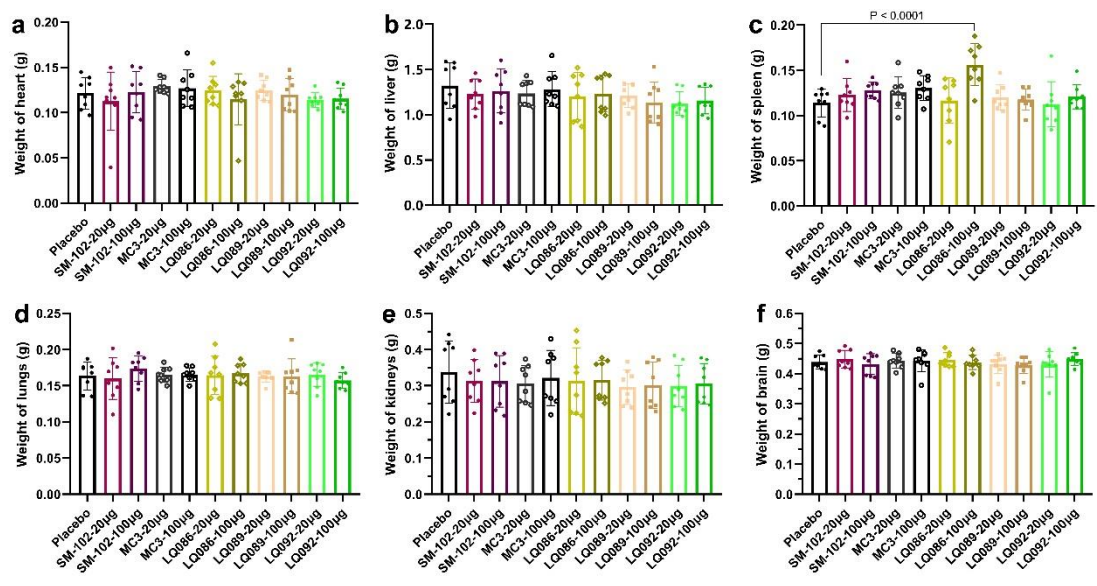 a
Weight of heart (g)
0.20
0.15
0.10
0.05
0.00
Placebo
SM-102-20μg
SM-102-100μg
MC3-20μg
MC3-100μg
LQ086-20μg
LQ086-100μg
LQ089-20μg
LQ089-100μg
LQ092-20μg
LQ092-100μg
b
Weight of liver (g)
2.0
1.5
1.0
0.5
0.0
Placebo
SM-102-20μg
SM-102-100μg
MC3-20μg
MC3-100μg
LQ086-20μg
LQ086-100μg
LQ089-20μg
LQ089-100μg
LQ092-20μg
LQ092-100μg
c
P < 0.0001
Weight of spleen (g)
0.20
0.15
0.10
0.05
0.00
Placebo
SM-102-20μg
SM-102-100μg
MC3-20μg
MC3-100μg
LQ086-20μg
LQ086-100μg
LQ089-20μg
LQ089-100μg
LQ092-20μg
LQ092-100μg
d
Weight of lungs (g)
0.25
0.20
0.15
0.10
0.05
0.00
Placebo
SM-102-20μg
SM-102-100μg
MC3-20μg
MC3-100μg
LQ086-20μg
LQ086-100μg
LQ089-20μg
LQ089-100μg
LQ092-20μg
LQ092-100μg
e
Weight of kidneys (g)
0.5
0.4
0.3
0.2
0.1
0.0
Placebo
SM-102-20μg
SM-102-100μg
MC3-20μg
MC3-100μg
LQ086-20μg
LQ086-100μg
LQ089-20μg
LQ089-100μg
LQ092-20μg
LQ092-100μg
f
Weight of brain (g)
0.6
0.5
0.4
0.3
0.2
0.1
0.0
Placebo
SM-102-20μg
SM-102-100μg
MC3-20μg
MC3-100μg
LQ086-20μg
LQ086-100μg
LQ089-20μg
LQ089-100μg
LQ092-20μg
LQ092-100μg